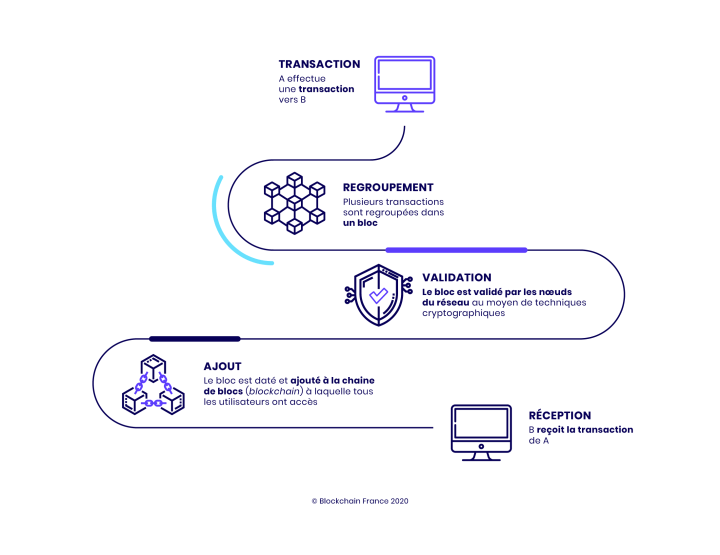 TRANSACTION
A effectue
une transaction
vers B
REGROUPEMENT
Plusieurs transactions
sont regroupées dans
un bloc
VALIDATION
Le bloc est validé par les nœuds
du réseau au moyen de techniques
cryptographiques
AJOUT
Le bloc est daté et ajouté à la chaine
de blocs (blockchain) à laquelle tous
les utilisateurs ont accès
RÉCEPTION
B reçoit la transaction
de A
© Blockchain France 2020